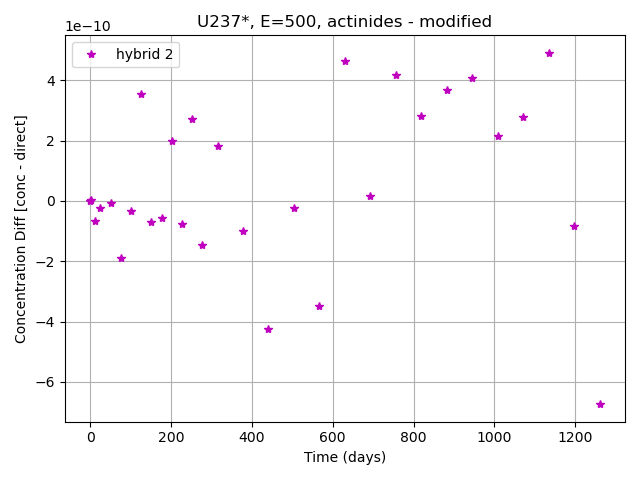 U237*, E=500, actinides - modified
1e−10
hybrid 2
Concentration Diff [conc - direct]
4
2
0
−2
−4
−6
0 200 400 600 800 1000 1200
Time (days)